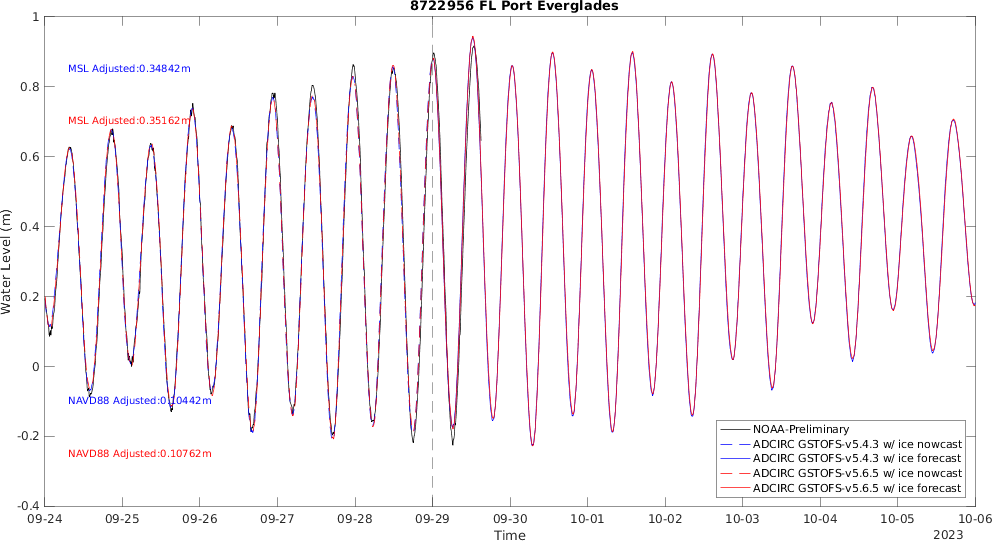 8722956 FL Port Everglades
1
0.8
0.6
0.4
0.2
0
-0.2
-0.4
Water Level (m)
MSL Adjusted:0.34842m
MSL Adjusted:0.35162m
NAVD88 Adjusted:0.10442m
NAVD88 Adjusted:0.10762m
NOAA-Preliminary
ADCIRC GSTOFS-v5.4.3 w/ ice nowcast
ADCIRC GSTOFS-v5.4.3 w/ ice forecast
ADCIRC GSTOFS-v5.6.5 w/ ice nowcast
ADCIRC GSTOFS-v5.6.5 w/ ice forecast
09-24 09-25 09-26 09-27 09-28 09-29 09-30 10-01 10-02 10-03 10-04 10-05 10-06
Time
2023